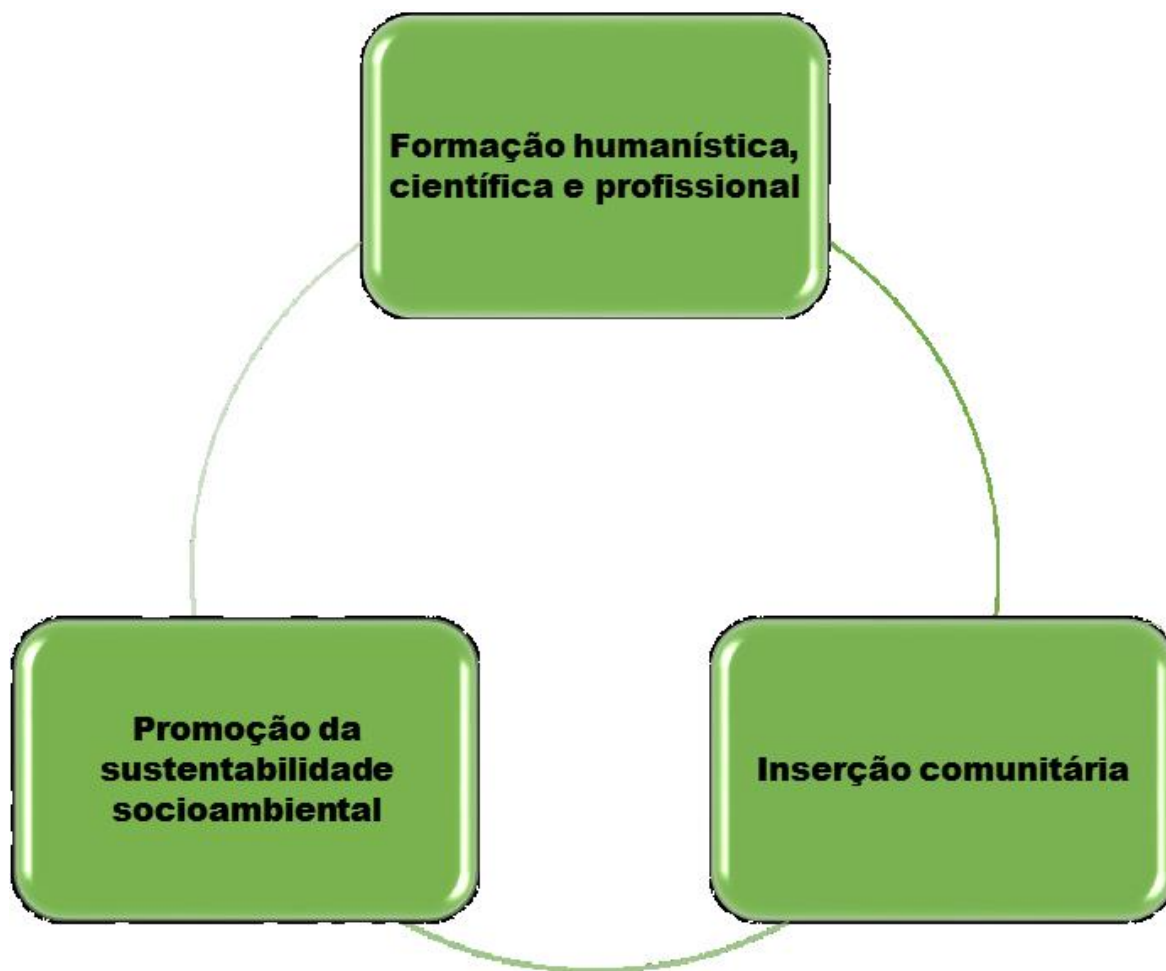 Formação humanística,
científica e profissional
Promoção da
sustentabilidade
socioambiental
Inserção comunitária